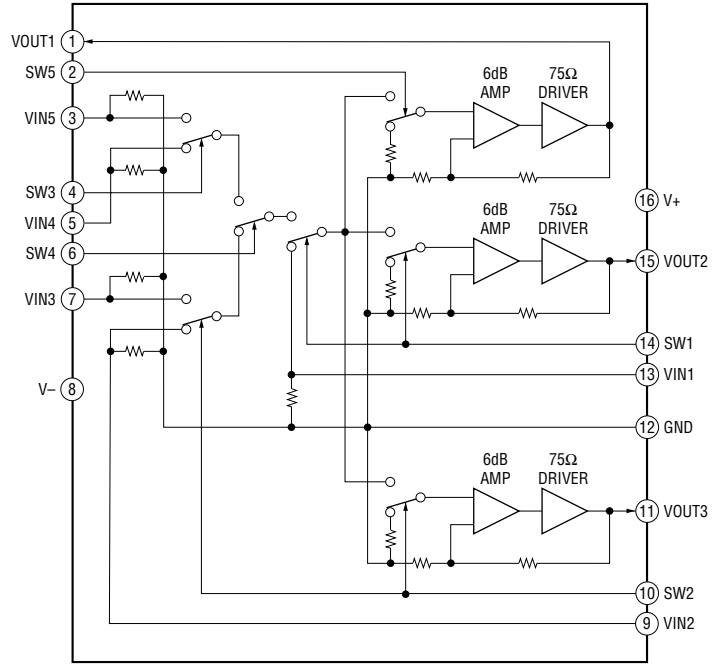 VOUT1 1
SW5 2
VIN5 3
SW3 4
VIN4 5
SW4 6
VIN3 7
V– 8
6dB
AMP
75Ω
DRIVER
16 V+
6dB
AMP
75Ω
DRIVER
15 VOUT2
14 SW1
13 VIN1
12 GND
6dB
AMP
75Ω
DRIVER
11 VOUT3
10 SW2
9 VIN2